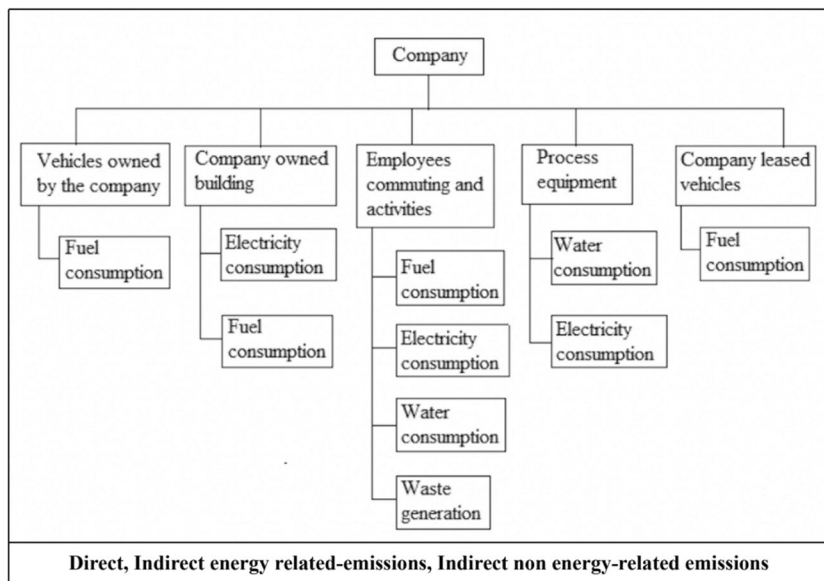 Company
Vehicles owned
by the company
Fuel
consumption
Company owned
building
Electricity
consumption
Fuel
consumption
Employees
commuting and
activities
Fuel
consumption
Electricity
consumption
Water
consumption
Waste
generation
Process
equipment
Water
consumption
Electricity
consumption
Company leased
vehicles
Fuel
consumption
Direct, Indirect energy related-emissions, Indirect non energy-related emissions